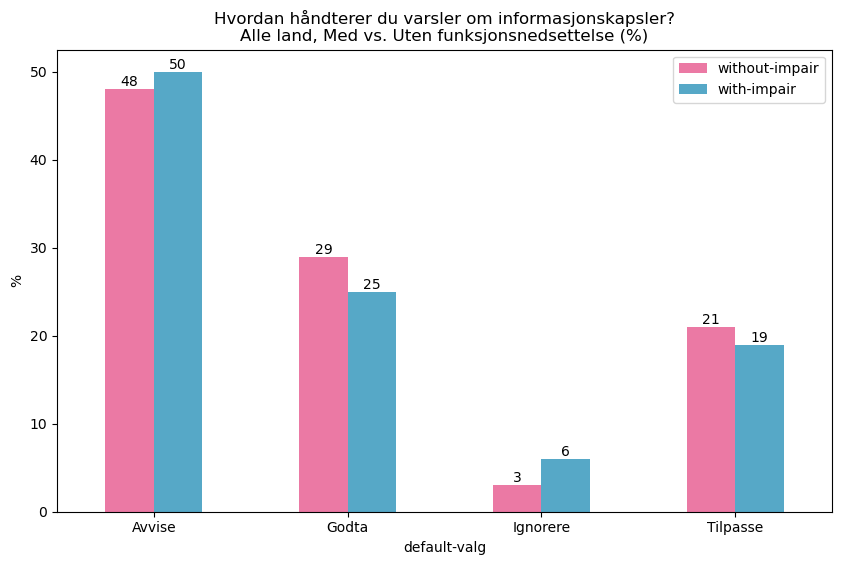 Hvordan håndterer du varsler om informasjonskapsler?
Alle land, Med vs. Uten funksjonsnedsettelse (%)
without-impair
with-impair
%
50
40
30
20
10
0
48
50
29
25
3
6
21
19
Avvise
Godta
Ignorere
Tilpasse
default-valg